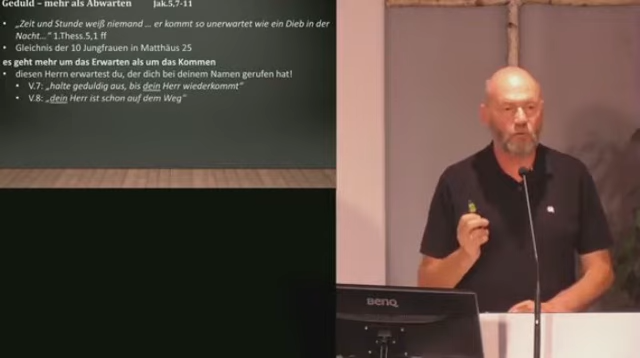 Geduld – mehr als Abwarten Jak.5,7-11
• „Zeit und Stunde weiß niemand … er kommt so unerwartet wie ein Dieb in der
Nacht…" 1.Thess.5,1 ff
• Gleichnis der 10 Jungfrauen in Matthäus 25
es geht mehr um das Erwarten als um das Kommen
• diesen Herrn erwartest du, der dich bei deinem Namen gerufen hat!
• V.7: „halte geduldig aus, bis dein Herr wiederkommt"
• V.8: „dein Herr ist schon auf dem Weg"
BenQ